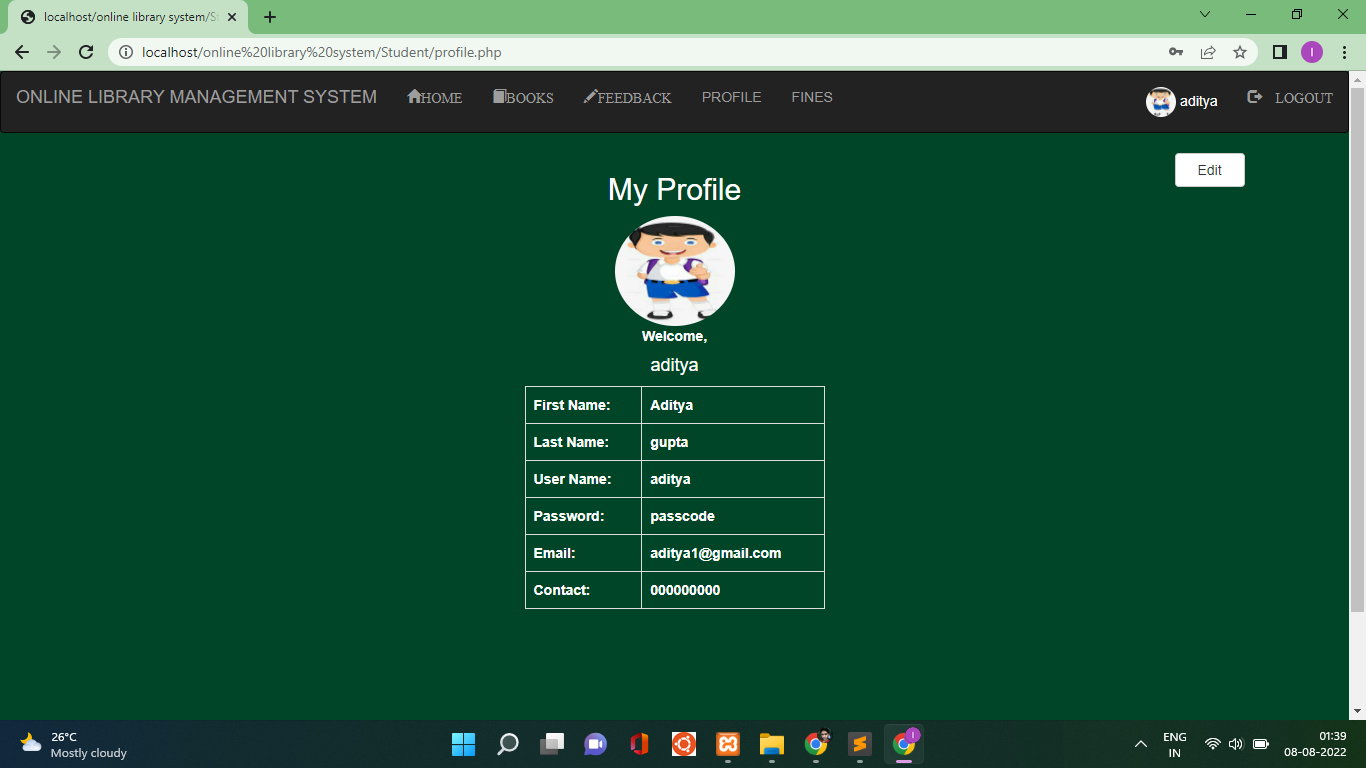 localhost/online library system/S
localhost/online%20library%20system/Student/profile.php
I
ONLINE LIBRARY MANAGEMENT SYSTEM HOME BOOKS FEEDBACK PROFILE FINES aditya LOGOUT
Edit
My Profile
Welcome,
aditya
First Name: Aditya
Last Name: gupta
User Name: aditya
Password: passcode
Email: aditya1@gmail.com
Contact: 000000000
26°C
Mostly cloudy
I
ENG
IN
01:39
08-08-2022